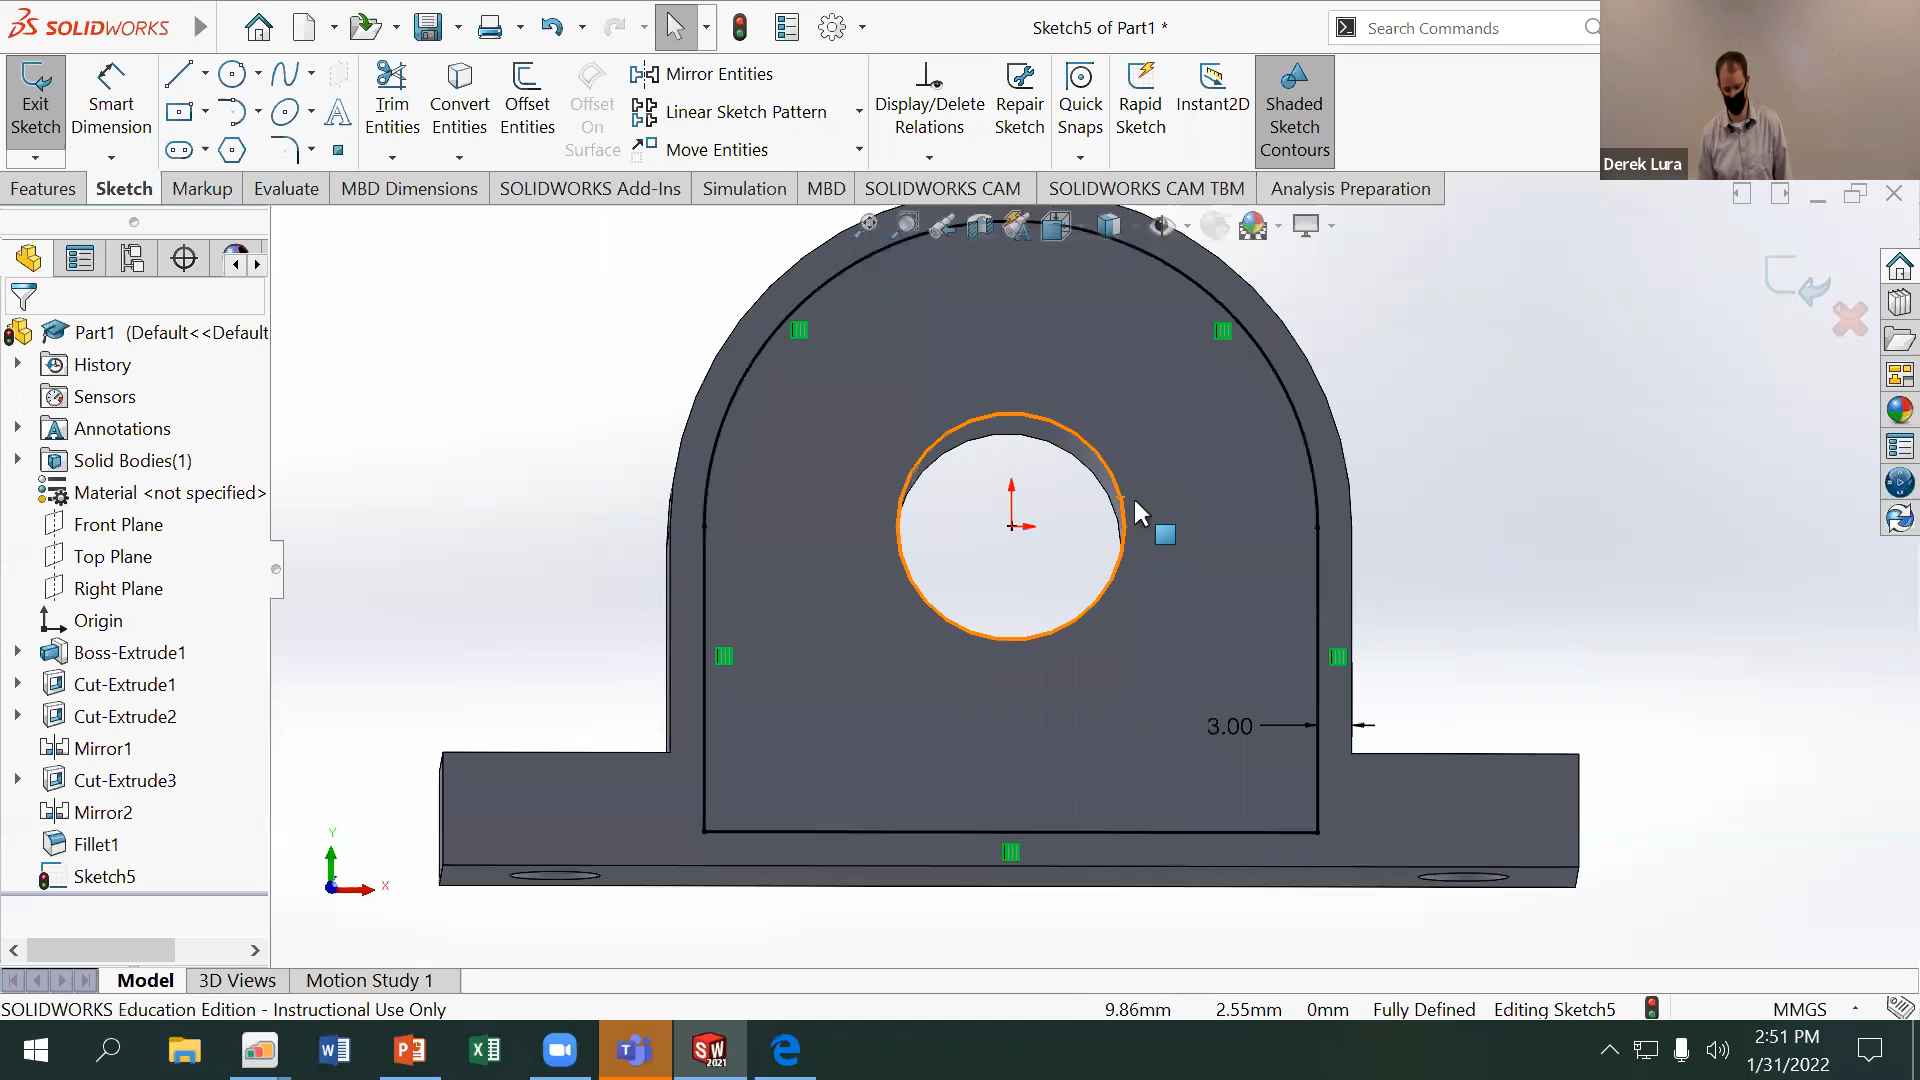 SOLIDWORKS
Sketch5 of Part1 *
Search Commands
Exit Sketch
Smart Dimension
Trim Entities
Convert Entities
Offset Entities
Offset On Surface
Mirror Entities
Linear Sketch Pattern
Move Entities
Display/Delete Relations
Repair Sketch
Quick Snaps
Rapid Sketch
Instant2D
Shaded Sketch Contours
Derek Lura
Features
Sketch
Markup
Evaluate
MBD Dimensions
SOLIDWORKS Add-Ins
Simulation
MBD
SOLIDWORKS CAM
SOLIDWORKS CAM TBM
Analysis Preparation
Part1 (Default<<Default
History
Sensors
Annotations
Solid Bodies(1)
Material <not specified>
Front Plane
Top Plane
Right Plane
Origin
Boss-Extrude1
Cut-Extrude1
Cut-Extrude2
Mirror1
Cut-Extrude3
Mirror2
Fillet1
Sketch5
3.00
Y
X
Model
3D Views
Motion Study 1
SOLIDWORKS Education Edition - Instructional Use Only
9.86mm
2.55mm
0mm
Fully Defined
Editing Sketch5
MMGS
2:51 PM
1/31/2022
SW
2021